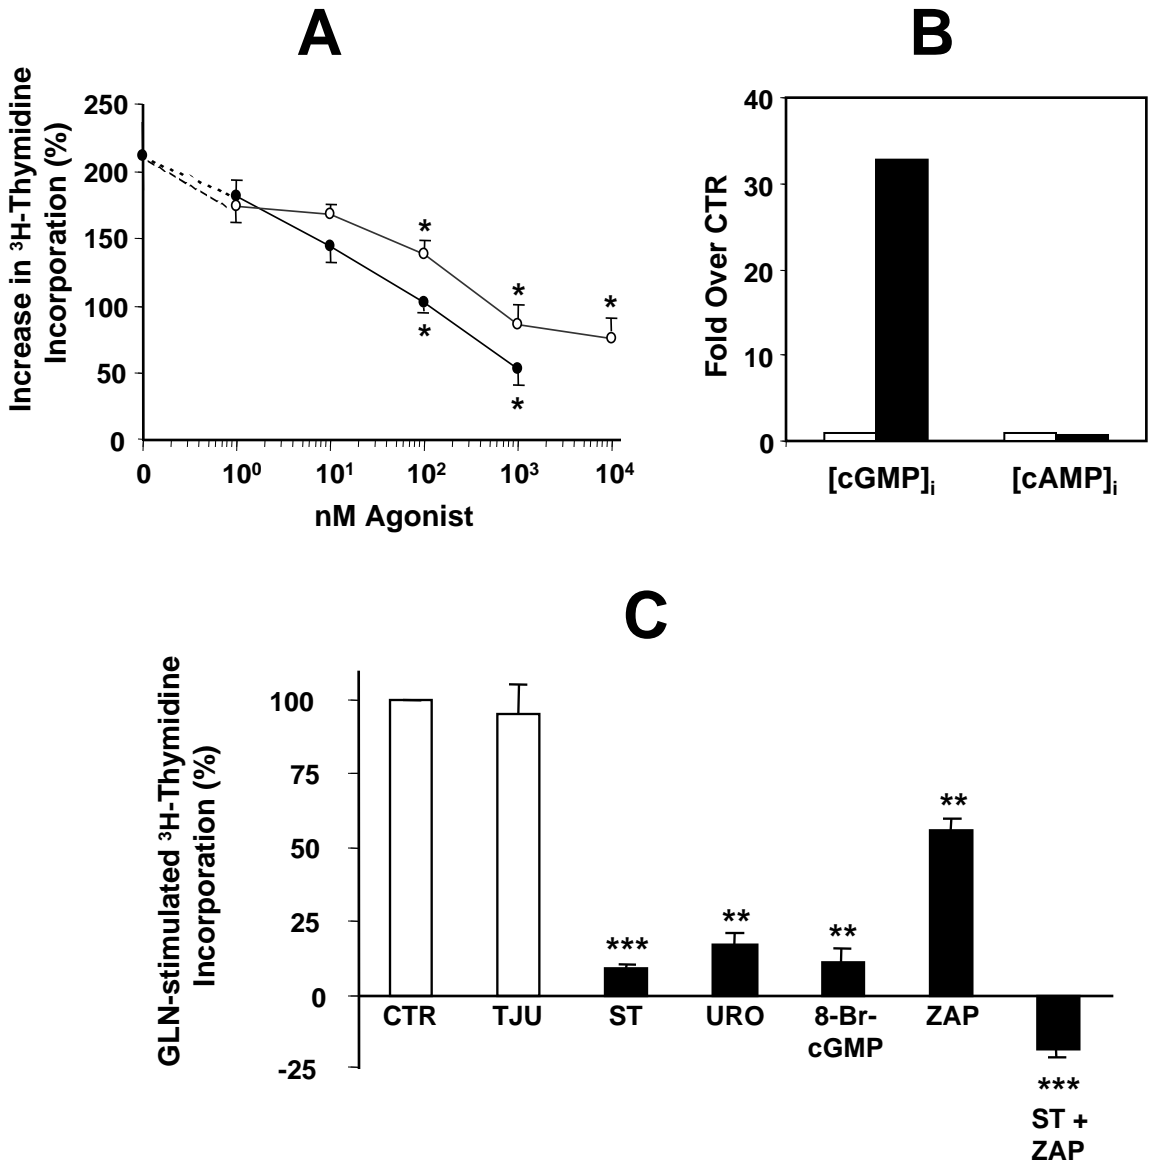 A
Increase in ³H-Thymidine
Incorporation (%)
250
200
150
100
50
0
*
*
*
*
*
0
10⁰
10¹
10²
10³
10⁴
nM Agonist
B
Fold Over CTR
40
30
20
10
0
[cGMP]ᵢ
[cAMP]ᵢ
C
GLN-stimulated ³H-Thymidine
Incorporation (%)
100
75
50
25
0
-25
***
**
**
**
***
CTR
TJU
ST
URO
8-Br-
cGMP
ZAP
ST +
ZAP